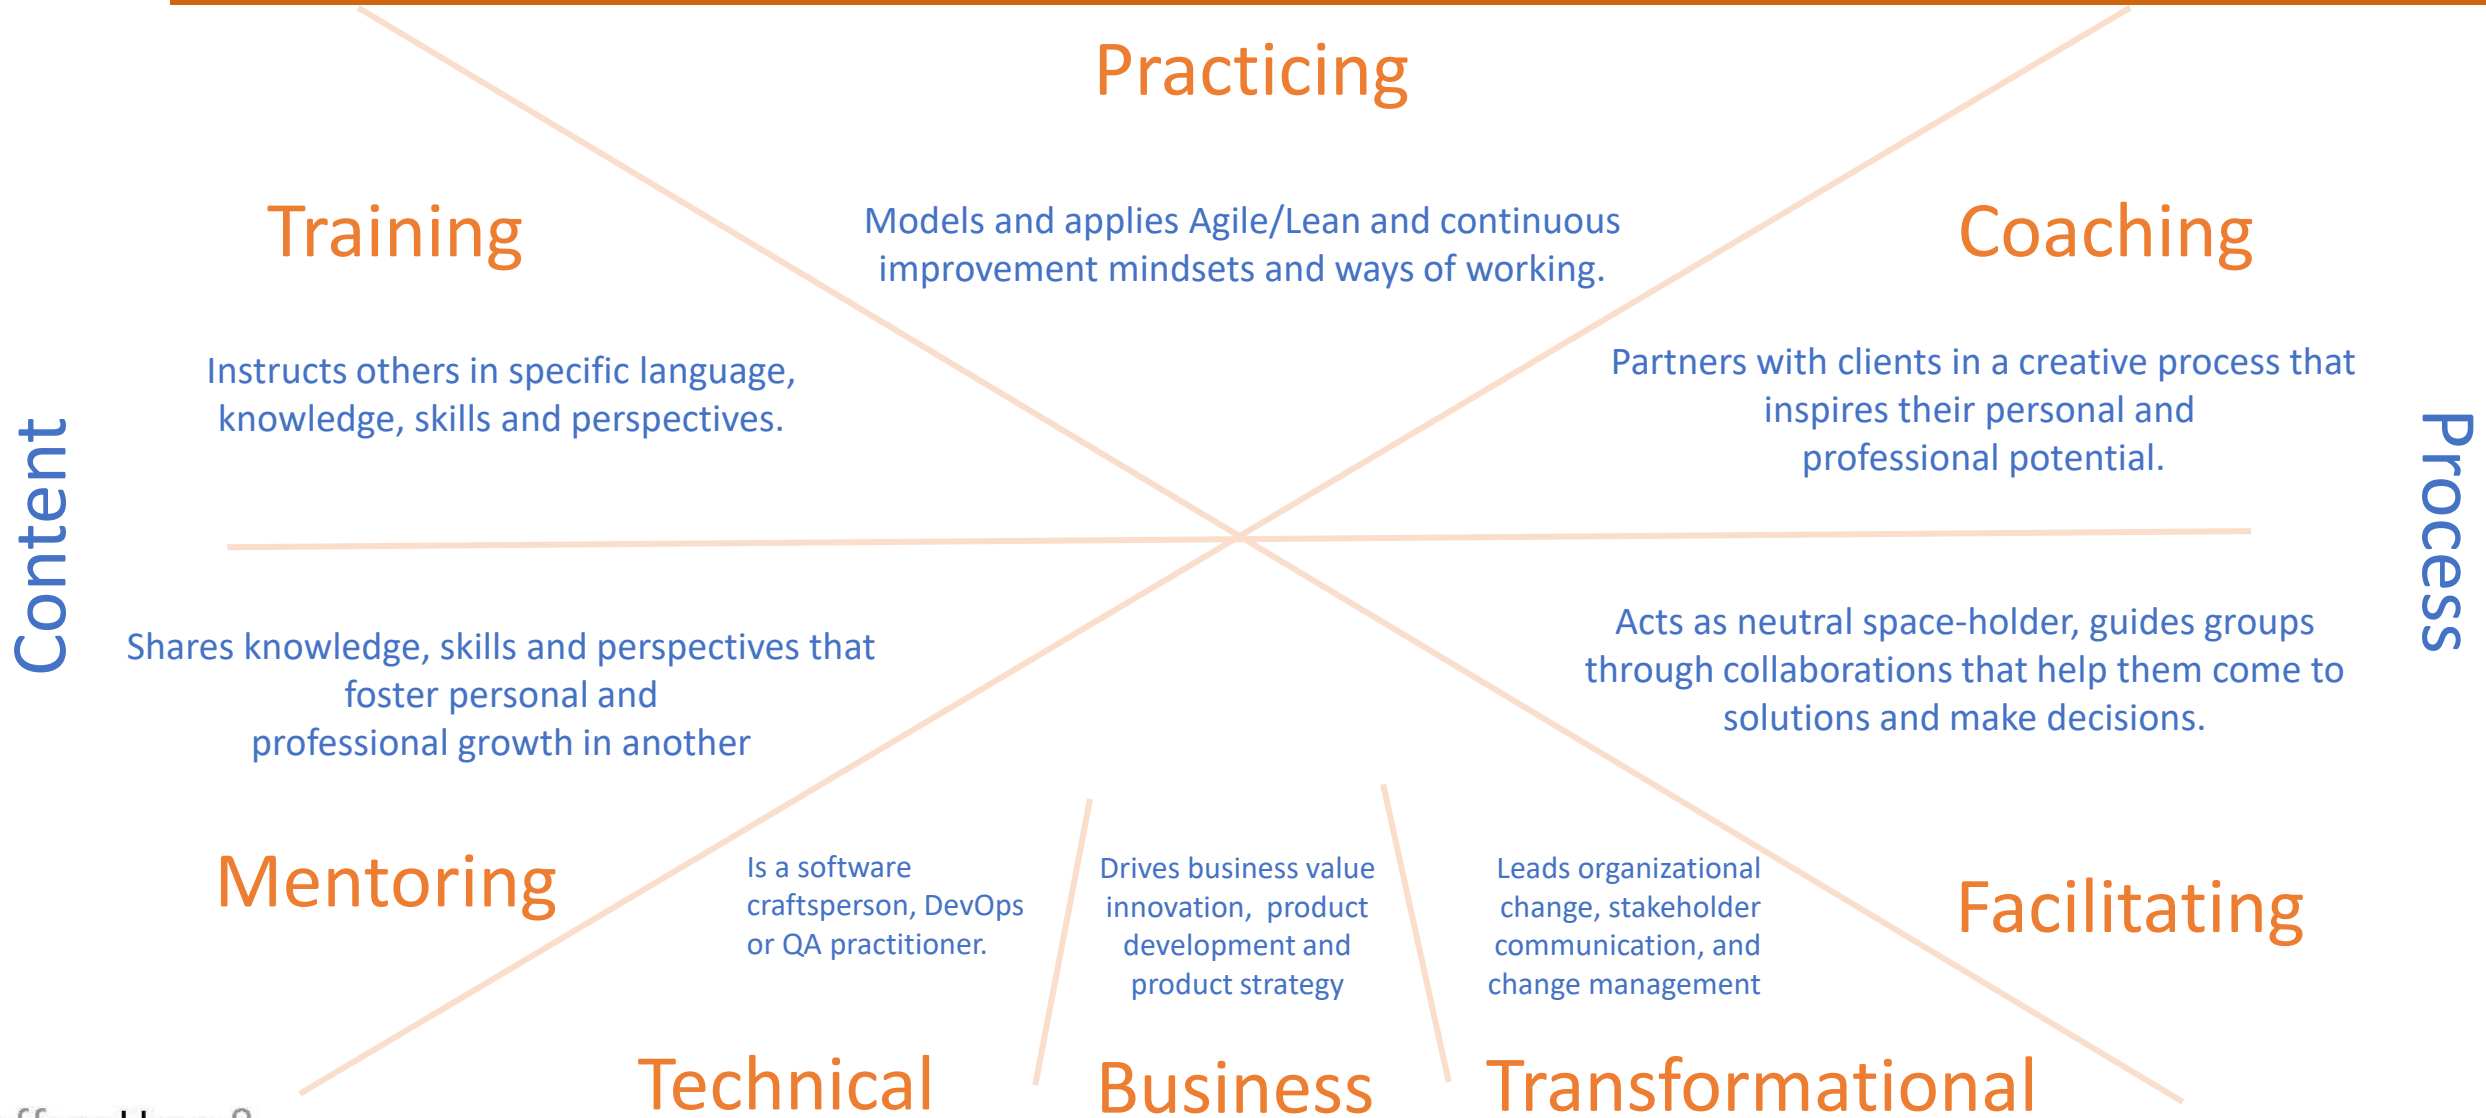 Practicing
Models and applies Agile/Lean and continuous
improvement mindsets and ways of working.
Training
Instructs others in specific language,
knowledge, skills and perspectives.
Coaching
Partners with clients in a creative process that
inspires their personal and
professional potential.
Content
Process
Shares knowledge, skills and perspectives that
foster personal and
professional growth in another
Mentoring
Acts as neutral space-holder, guides groups
through collaborations that help them come to
solutions and make decisions.
Facilitating
Is a software
craftsperson, DevOps
or QA practitioner.
Technical
Drives business value
innovation, product
development and
product strategy
Business
Leads organizational
change, stakeholder
communication, and
change management
Transformational